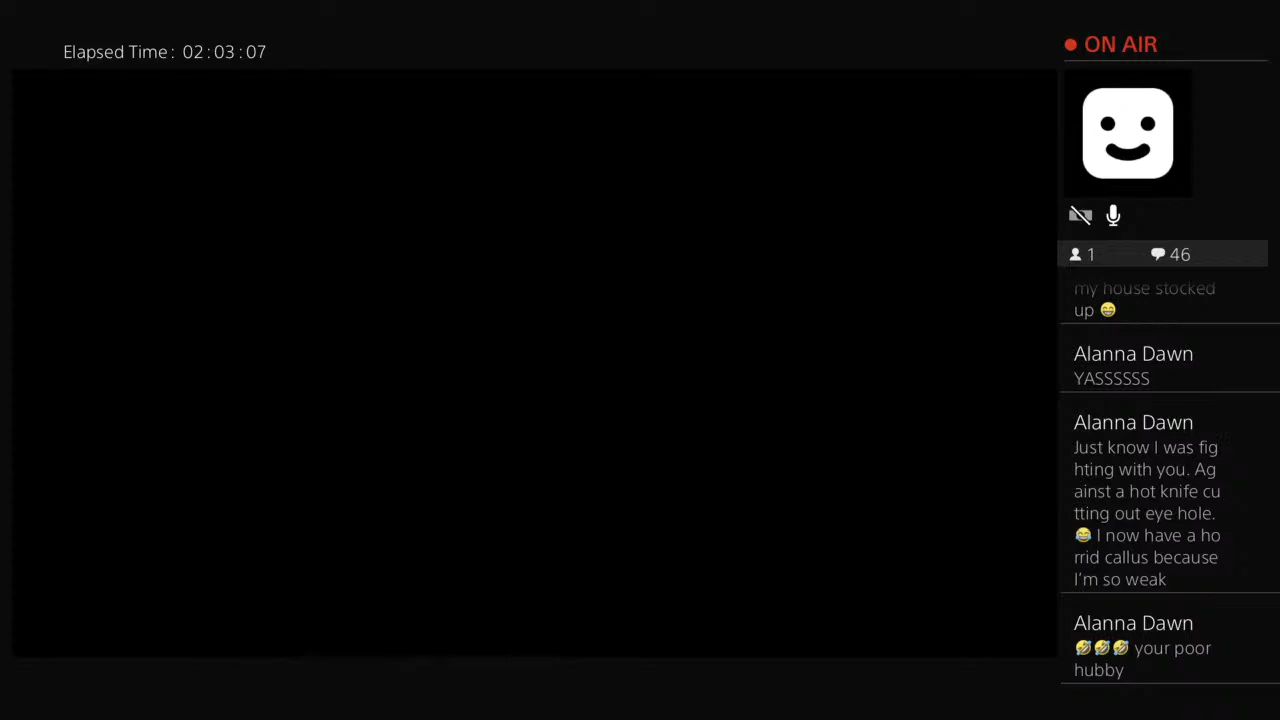 Elapsed Time: 02:03:07
ON AIR
1 46
my house stocked
up 😁
Alanna Dawn
YASSSSSS
Alanna Dawn
Just know I was fig
hting with you. Ag
ainst a hot knife cu
tting out eye hole.
😂 I now have a ho
rrid callus because
I'm so weak
Alanna Dawn
🤣🤣🤣 your poor
hubby